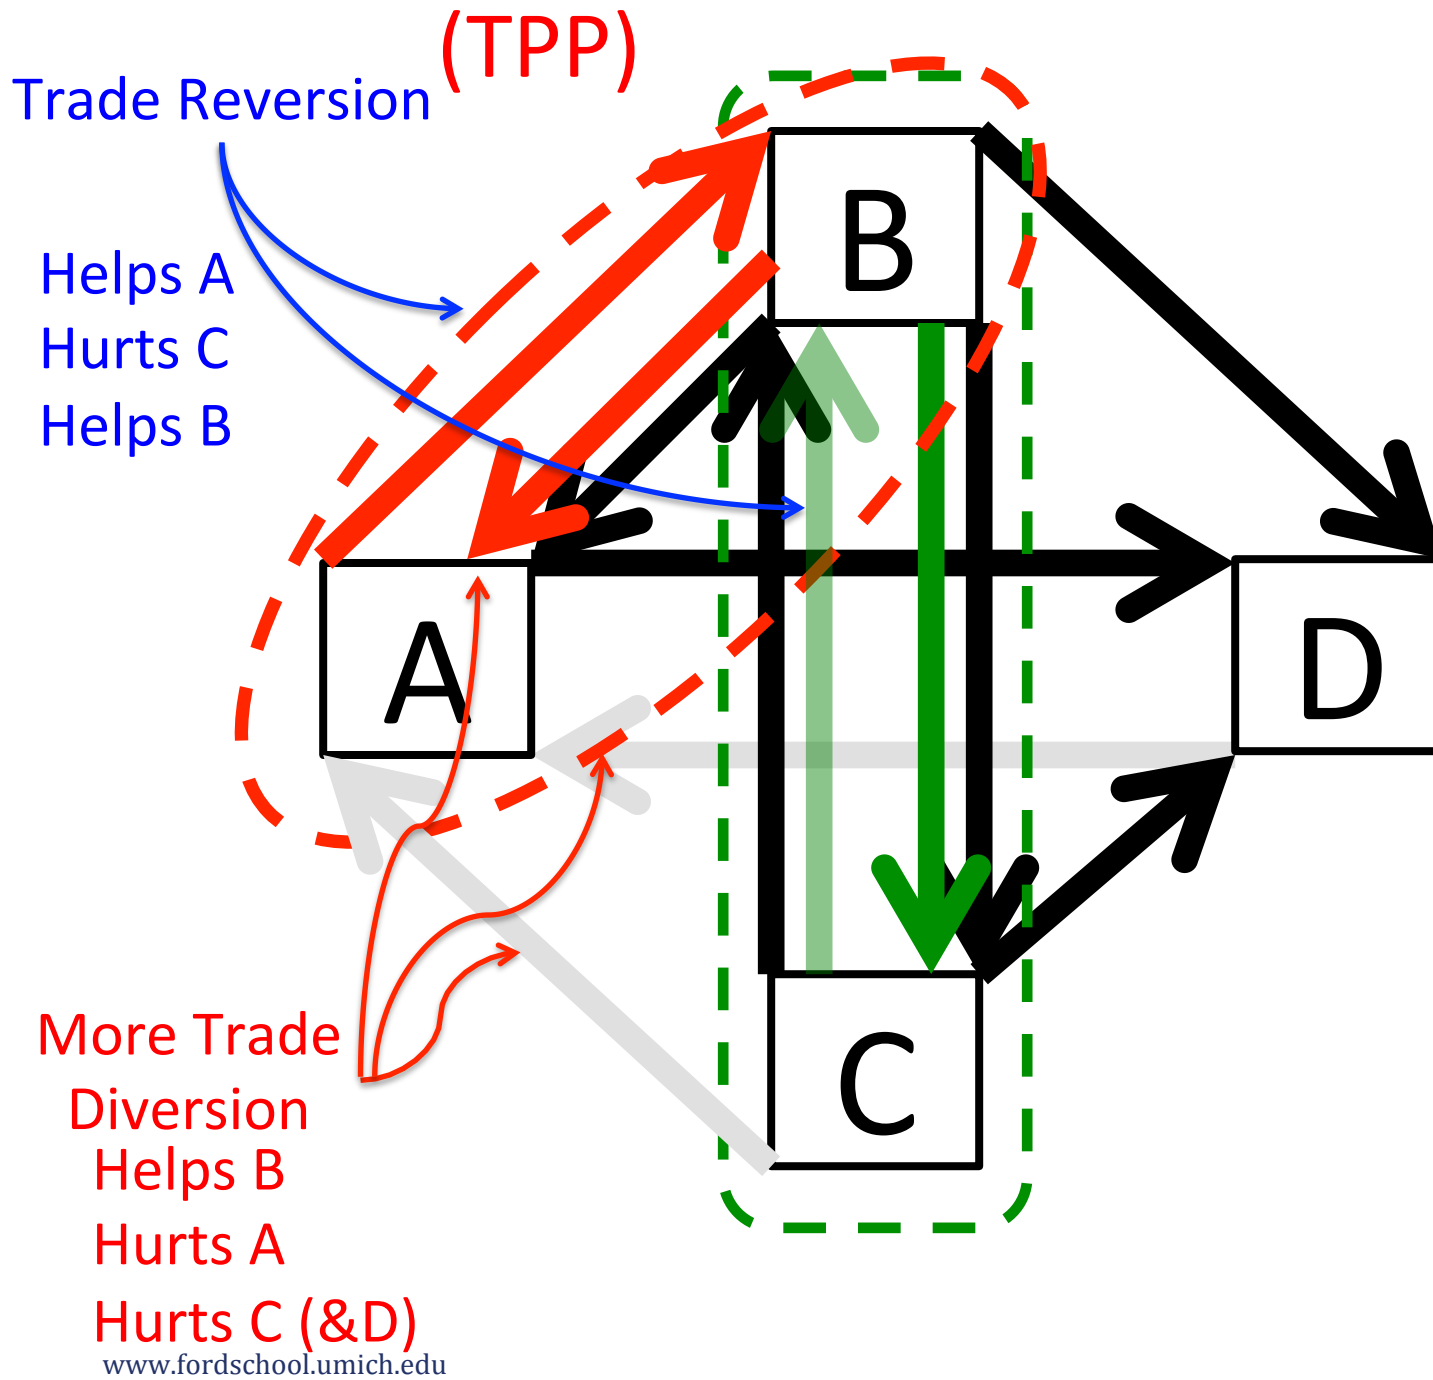 (TPP)
Trade Reversion
Helps A
Hurts C
Helps B
B
A
D
C
More Trade
Diversion
Helps B
Hurts A
Hurts C (&D)
www.fordschool.umich.edu